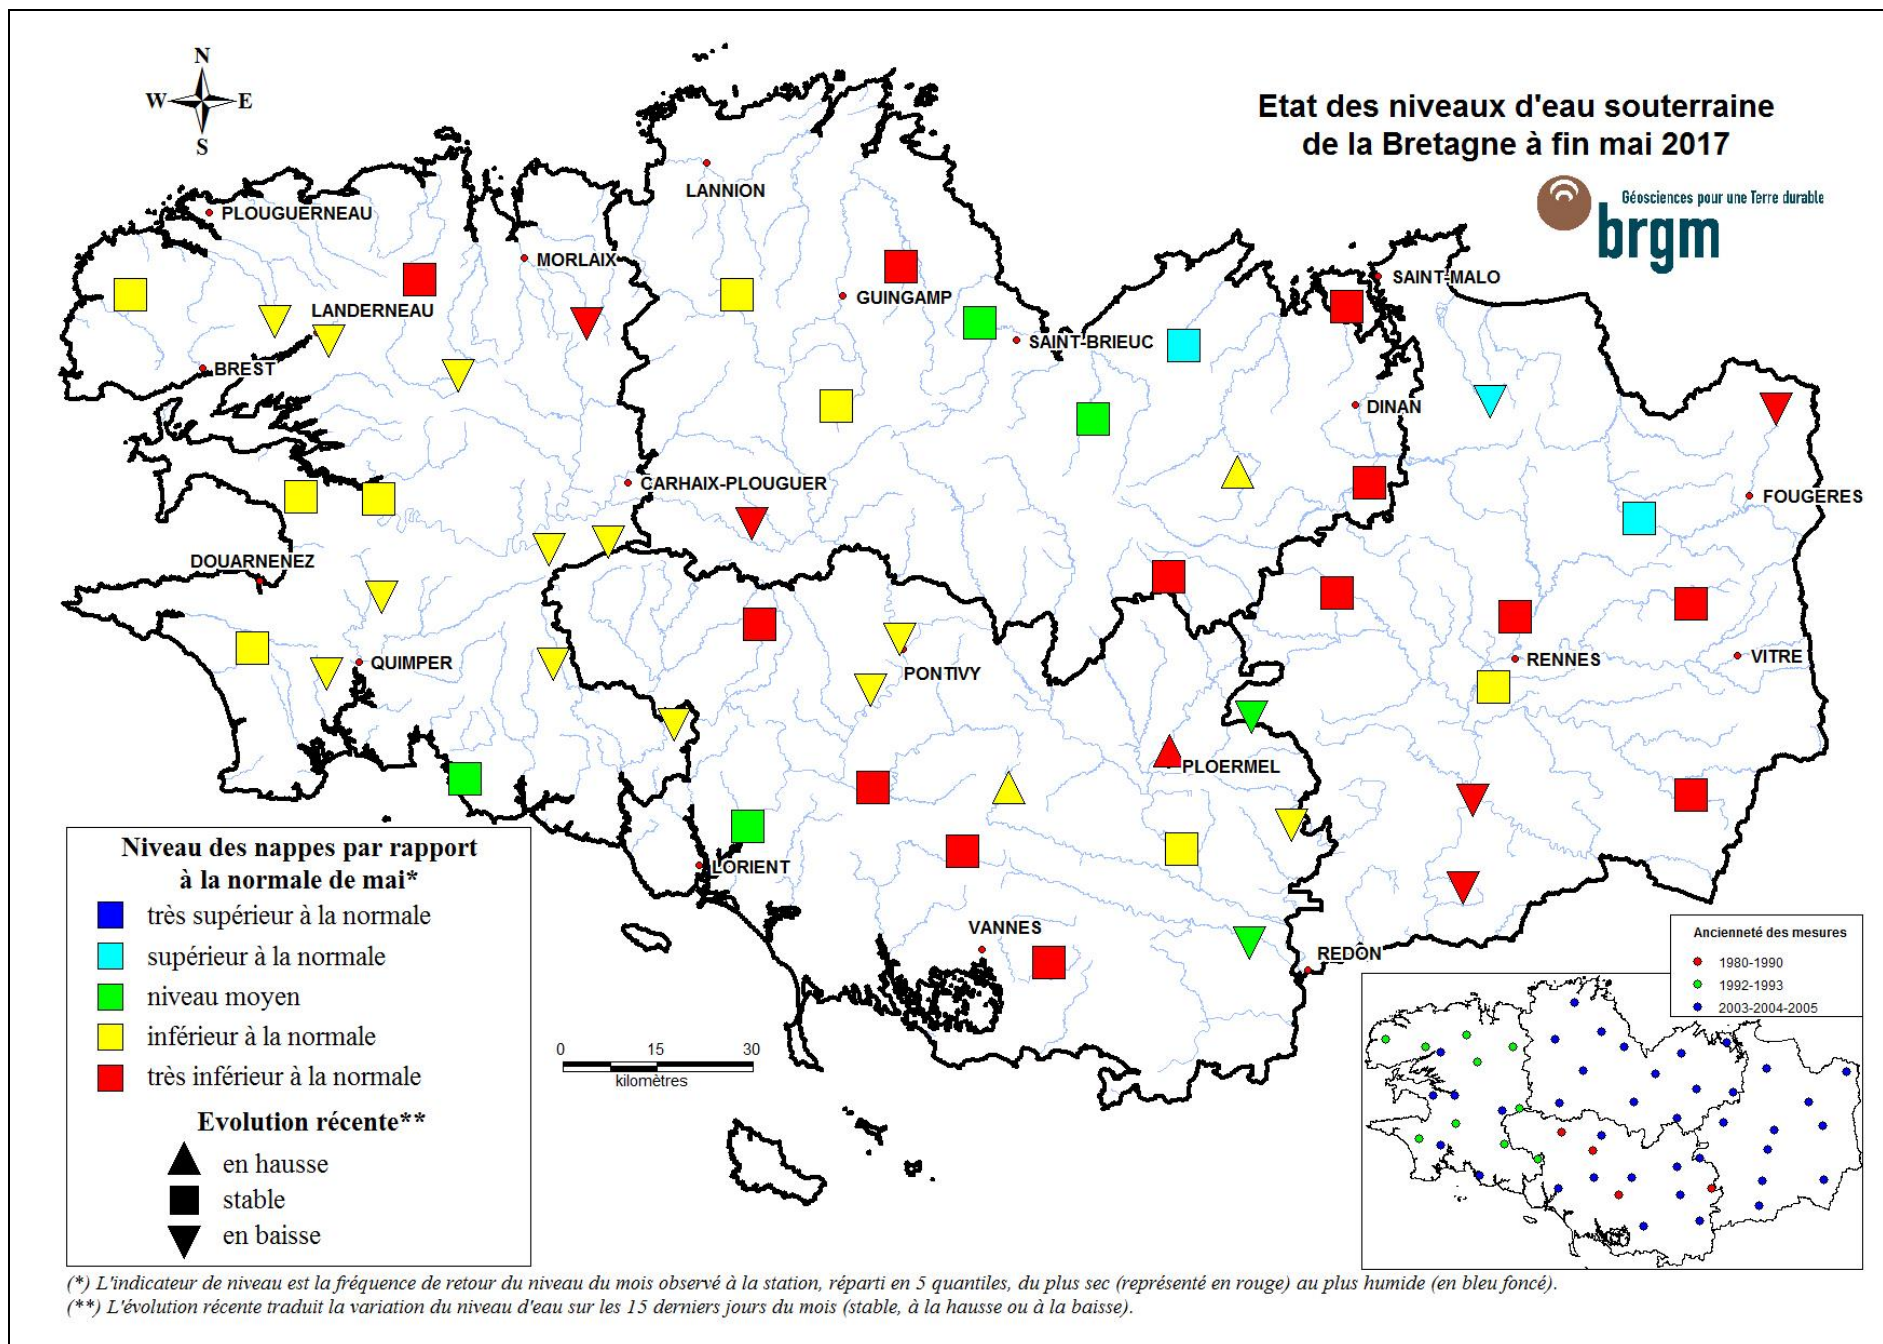 N
W E
S
Etat des niveaux d'eau souterraine
de la Bretagne à fin mai 2017
Géosciences pour une Terre durable
brgm
LANNION
PLOUGUERNEAU
MORLAIX
SAINT-MALO
GUINGAMP
LANDERNEAU
SAINT-BRIEUC
BREST
DINAN
CARHAIX-PLOUGUER
FOUGERES
DOUARNENEZ
QUIMPER
PONTIVY
RENNES
VITRE
PLOERMEL
LORIENT
VANNES
REDON
Niveau des nappes par rapport
à la normale de mai*
très supérieur à la normale
supérieur à la normale
niveau moyen
inférieur à la normale
très inférieur à la normale
Evolution récente**
en hausse
stable
en baisse
0 15 30
kilomètres
Ancienneté des mesures
1980-1990
1992-1993
2003-2004-2005
(*) L'indicateur de niveau est la fréquence de retour du niveau du mois observé à la station, réparti en 5 quantiles, du plus sec (représenté en rouge) au plus humide (en bleu foncé).
(**) L'évolution récente traduit la variation du niveau d'eau sur les 15 derniers jours du mois (stable, à la hausse ou à la baisse).